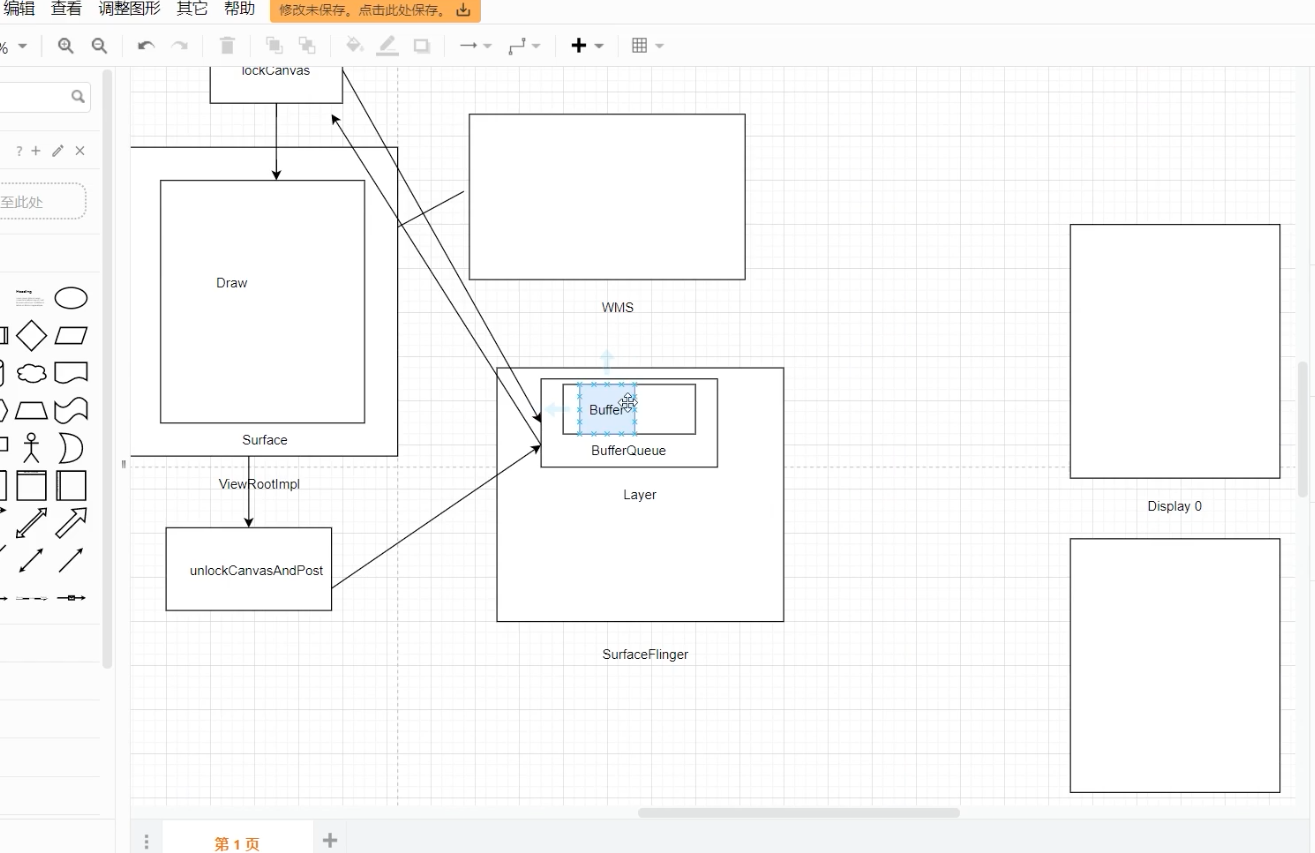 编辑 查看 调整图形 其它 帮助 修改未保存。点击此处保存。
%
lockCanvas
? + ✕
至此处
Heading
Draw
WMS
Buffer
BufferQueue
Surface
ViewRootImpl
Layer
Display 0
unlockCanvasAndPost
SurfaceFlinger
第 1 页